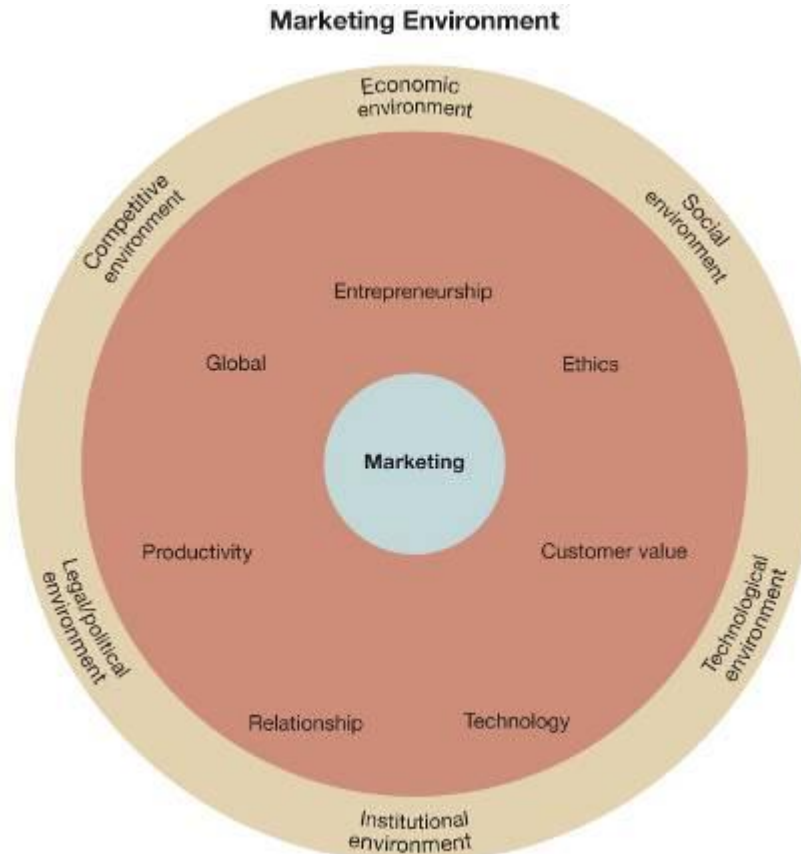 Marketing Environment
Economic
environment
Competitive
environment
Social
environment
Entrepreneurship
Global
Ethics
Marketing
Productivity
Customer value
Legal/political
environment
Technological
environment
Relationship
Technology
Institutional
environment